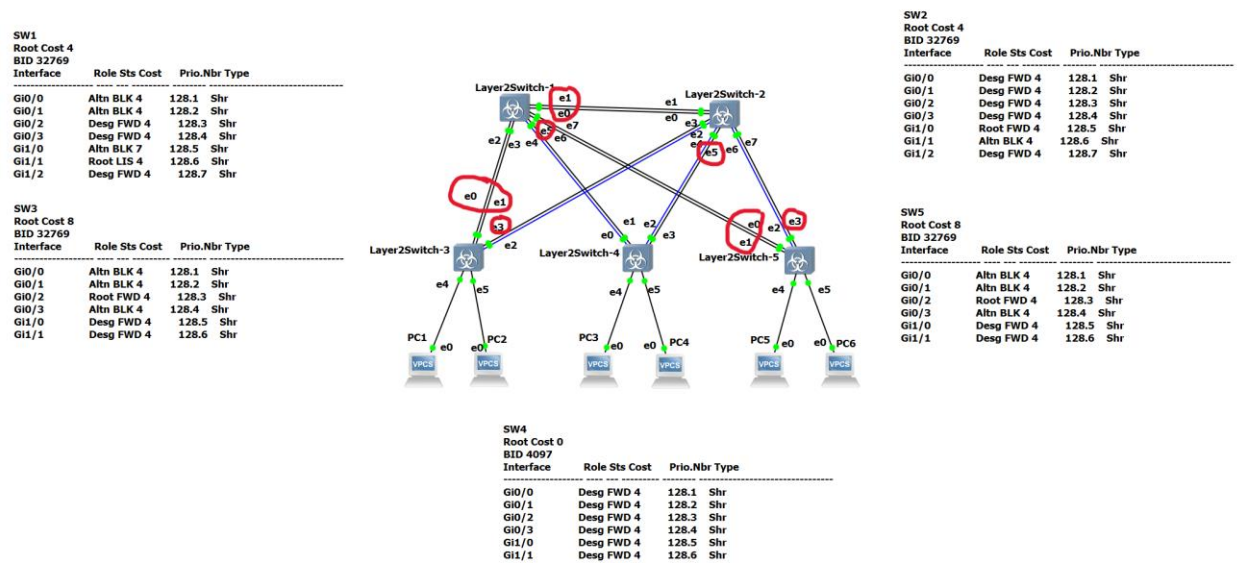 SW1
Root Cost 4
BID 32769
Interface Role Sts Cost Prio.Nbr Type
------------------- ---- --- --------- -------- --------------------------------
Gi0/0 Altn BLK 4 128.1 Shr
Gi0/1 Altn BLK 4 128.2 Shr
Gi0/2 Desg FWD 4 128.3 Shr
Gi0/3 Desg FWD 4 128.4 Shr
Gi1/0 Altn BLK 7 128.5 Shr
Gi1/1 Root LIS 4 128.6 Shr
Gi1/2 Desg FWD 4 128.7 Shr
SW3
Root Cost 8
BID 32769
Interface Role Sts Cost Prio.Nbr Type
------------------- ---- --- --------- -------- --------------------------------
Gi0/0 Altn BLK 4 128.1 Shr
Gi0/1 Altn BLK 4 128.2 Shr
Gi0/2 Root FWD 4 128.3 Shr
Gi0/3 Altn BLK 4 128.4 Shr
Gi1/0 Desg FWD 4 128.5 Shr
Gi1/1 Desg FWD 4 128.6 Shr
Layer2Switch-1 Layer2Switch-2
e1 e1
e0 e0
e5 e7 e3
e2 e6 e2 e7
e3 e4 e5 e6
e0 e1
e3 e1 e2 e0 e2 e3
e2 e0 e3 e1
Layer2Switch-3 Layer2Switch-4 Layer2Switch-5
e4 e5 e4 e5 e4 e5
PC1 PC2 PC3 PC4 PC5 PC6
e0 e0 e0 e0 e0 e0
VPCS VPCS VPCS VPCS VPCS VPCS
SW2
Root Cost 4
BID 32769
Interface Role Sts Cost Prio.Nbr Type
------------------- ---- --- --------- -------- --------------------------------
Gi0/0 Desg FWD 4 128.1 Shr
Gi0/1 Desg FWD 4 128.2 Shr
Gi0/2 Desg FWD 4 128.3 Shr
Gi0/3 Desg FWD 4 128.4 Shr
Gi1/0 Root FWD 4 128.5 Shr
Gi1/1 Altn BLK 4 128.6 Shr
Gi1/2 Desg FWD 4 128.7 Shr
SW5
Root Cost 8
BID 32769
Interface Role Sts Cost Prio.Nbr Type
------------------- ---- --- --------- -------- --------------------------------
Gi0/0 Altn BLK 4 128.1 Shr
Gi0/1 Altn BLK 4 128.2 Shr
Gi0/2 Root FWD 4 128.3 Shr
Gi0/3 Altn BLK 4 128.4 Shr
Gi1/0 Desg FWD 4 128.5 Shr
Gi1/1 Desg FWD 4 128.6 Shr
SW4
Root Cost 0
BID 4097
Interface Role Sts Cost Prio.Nbr Type
------------------- ---- --- --------- -------- --------------------------------
Gi0/0 Desg FWD 4 128.1 Shr
Gi0/1 Desg FWD 4 128.2 Shr
Gi0/2 Desg FWD 4 128.3 Shr
Gi0/3 Desg FWD 4 128.4 Shr
Gi1/0 Desg FWD 4 128.5 Shr
Gi1/1 Desg FWD 4 128.6 Shr